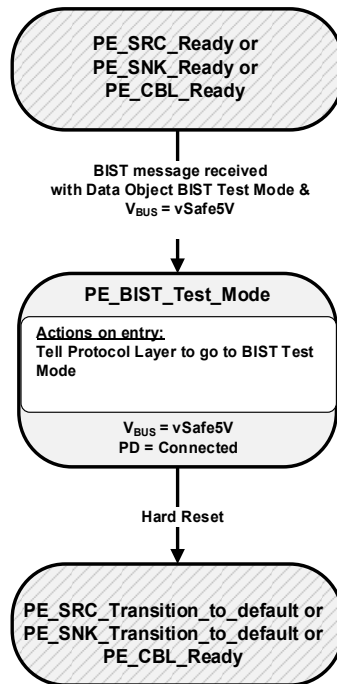 PE_SRC_Ready or
PE_SNK_Ready or
PE_CBL_Ready
BIST message received
with Data Object BIST Test Mode &
VBUS = vSafe5V
PE_BIST_Test_Mode
Actions on entry:
Tell Protocol Layer to go to BIST Test
Mode
VBUS = vSafe5V
PD = Connected
Hard Reset
PE_SRC_Transition_to_default or
PE_SNK_Transition_to_default or
PE_CBL_Ready